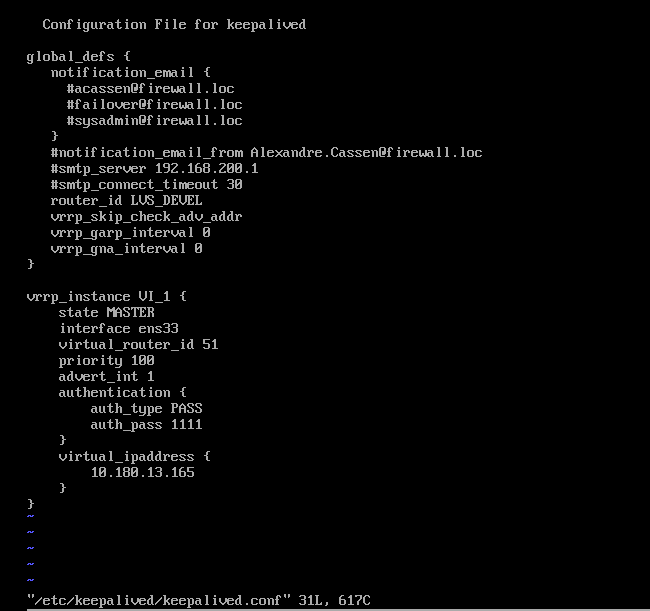 Configuration File for keepalived
global_defs {
notification_email {
#acassen@firewall.loc
#failover@firewall.loc
#sysadmin@firewall.loc
}
#notification_email_from Alexandre.Cassen@firewall.loc
#smtp_server 192.168.200.1
#smtp_connect_timeout 30
router_id LVS_DEVEL
vrrp_skip_check_adv_addr
vrrp_garp_interval 0
vrrp_gna_interval 0
}
vrrp_instance VI_1 {
state MASTER
interface ens33
virtual_router_id 51
priority 100
advert_int 1
authentication {
auth_type PASS
auth_pass 1111
}
virtual_ipaddress {
10.180.13.165
}
}
~
~
~
~
~
"/etc/keepalived/keepalived.conf" 31L, 617C